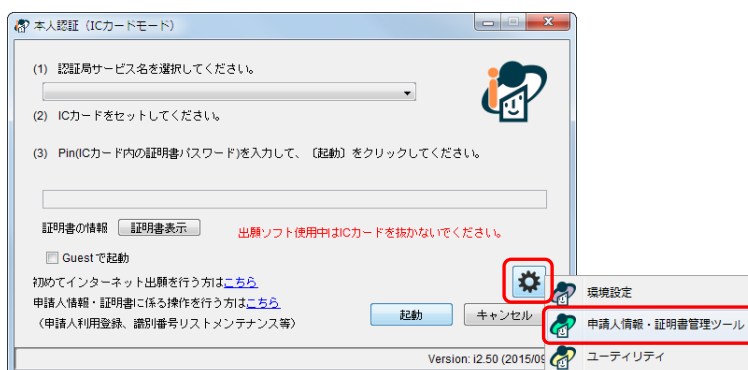 本人認証（ICカードモード）
(1) 認証局サービス名を選択してください。
(2) ICカードをセットしてください。
(3) Pin(ICカード内の証明書パスワード)を入力して、〔起動〕をクリックしてください。
証明書の情報 証明書表示 出願ソフト使用中はICカードを抜かないでください。
Guestで起動
初めてインターネット出願を行う方はこちら
申請人情報・証明書に係る操作を行う方はこちら
（申請人利用登録、識別番号リストメンテナンス等）
起動 キャンセル
Version: i2.50 (2015/09
環境設定
申請人情報・証明書管理ツール
ユーティリティ